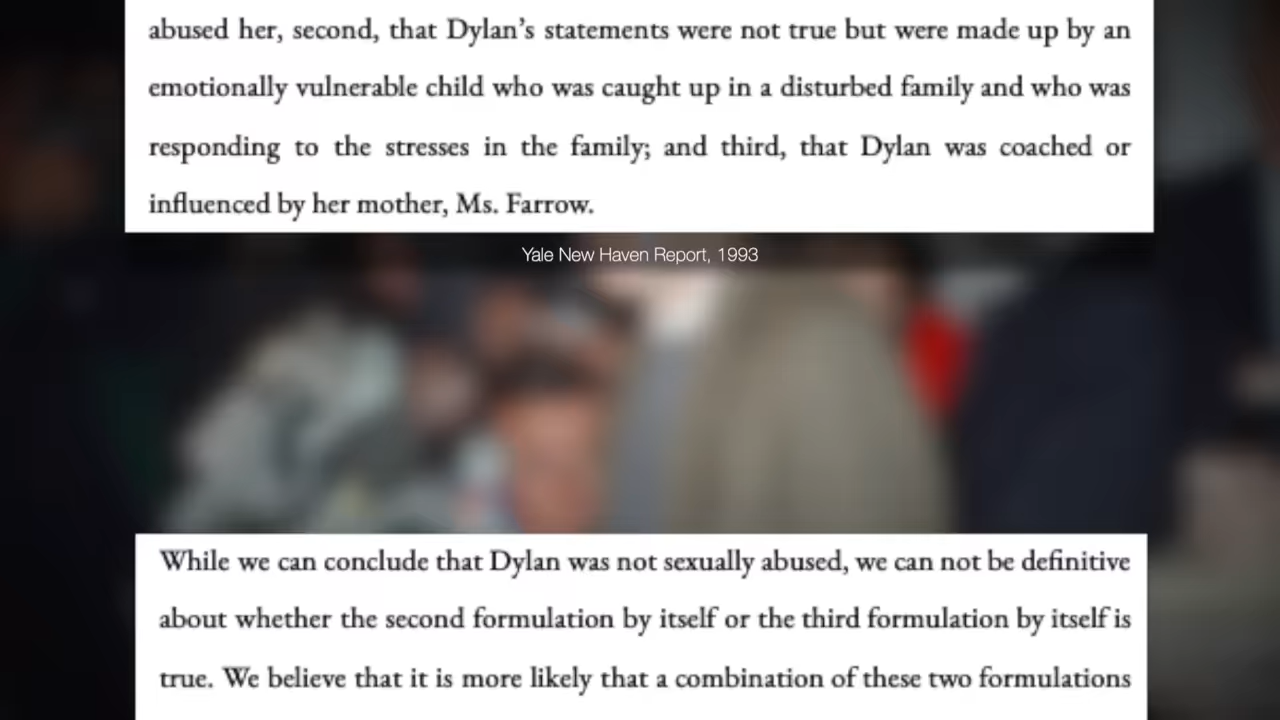 abused her, second, that Dylan’s statements were not true but were made up by an
emotionally vulnerable child who was caught up in a disturbed family and who was
responding to the stresses in the family; and third, that Dylan was coached or
influenced by her mother, Ms. Farrow.
Yale New Haven Report, 1993
While we can conclude that Dylan was not sexually abused, we can not be definitive
about whether the second formulation by itself or the third formulation by itself is
true. We believe that it is more likely that a combination of these two formulations